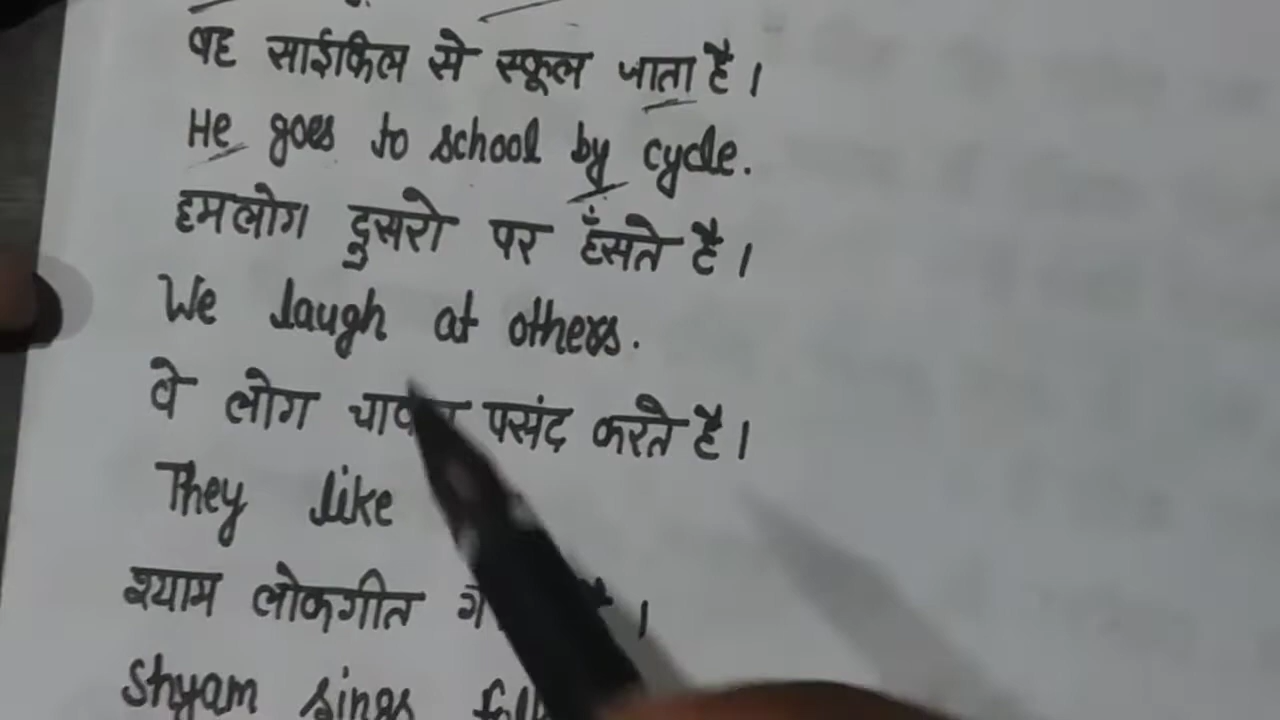 वह साईकिल से स्कूल जाता है।
He goes to school by cycle.
हमलोग दुसरो पर हँसते है।
We laugh at others.
वे लोग पसंद करते है।
They like
श्याम लोकगीत
Shyam sings